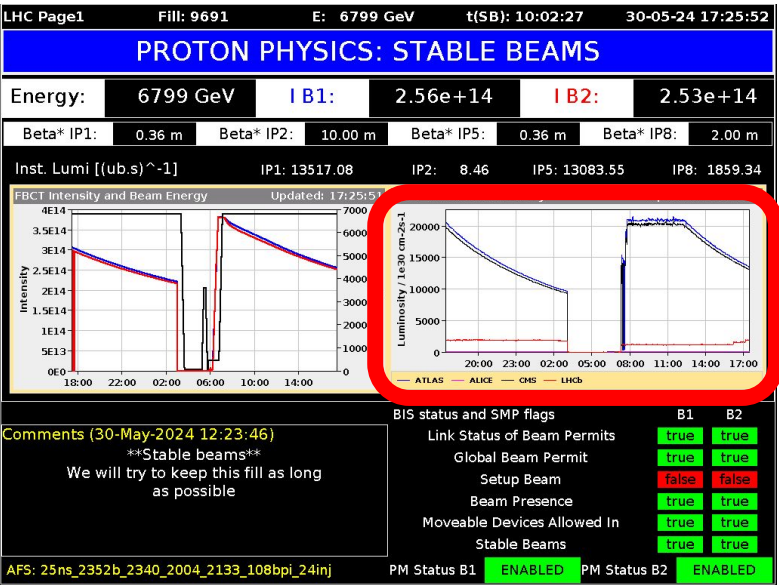 LHC Page1 Fill: 9691 E: 6799 GeV t(SB): 10:02:27 30-05-24 17:25:52
PROTON PHYSICS: STABLE BEAMS
Energy: 6799 GeV I B1: 2.56e+14 I B2: 2.53e+14
Beta* IP1: 0.36 m Beta* IP2: 10.00 m Beta* IP5: 0.36 m Beta* IP8: 2.00 m
Inst. Lumi [(ub.s)^-1] IP1: 13517.08 IP2: 8.46 IP5: 13083.55 IP8: 1859.34
FBCT Intensity and Beam Energy Updated: 17:25:51
Intensity
4E14
3.5E14
3E14
2.5E14
2E14
1.5E14
1E14
5E13
0E0
7000
6000
5000
4000
3000
2000
1000
0
18:00 22:00 02:00 06:00 10:00 14:00
Luminosity / 1e30 cm-2s-1
20000
15000
10000
5000
0
20:00 23:00 02:00 05:00 08:00 11:00 14:00 17:00
ATLAS ALICE CMS LHCb
Comments (30-May-2024 12:23:46)
**Stable beams**
We will try to keep this fill as long
as possible
BIS status and SMP flags B1 B2
Link Status of Beam Permits true true
Global Beam Permit true true
Setup Beam false false
Beam Presence true true
Moveable Devices Allowed In true true
Stable Beams true true
AFS: 25ns_2352b_2340_2004_2133_108bpi_24inj PM Status B1 ENABLED PM Status B2 ENABLED